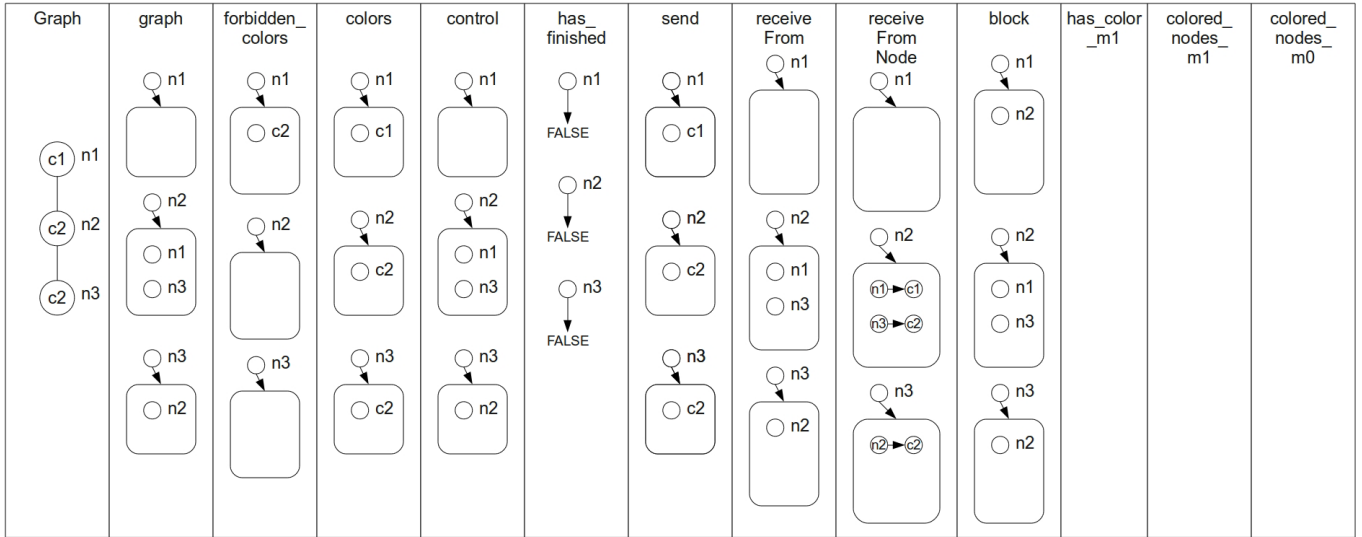 Graph
graph
forbidden_
colors
colors
control
has_
finished
send
receive
From
receive
From
Node
block
has_color
_m1
colored_
nodes_
m1
colored_
nodes_
m0
c1 n1
c2 n2
c2 n3
n1
n2
n1
n3
n3
n2
n1
c2
n2
n3
n1
c1
n2
c2
n3
c2
n1
n2
n1
n3
n3
n2
n1
FALSE
n2
FALSE
n3
FALSE
n1
c1
n2
c2
n3
c2
n1
n2
n1
n3
n3
n2
n1
n2
n1 c1
n3 c2
n3
n2 c2
n1
n2
n2
n1
n3
n3
n2